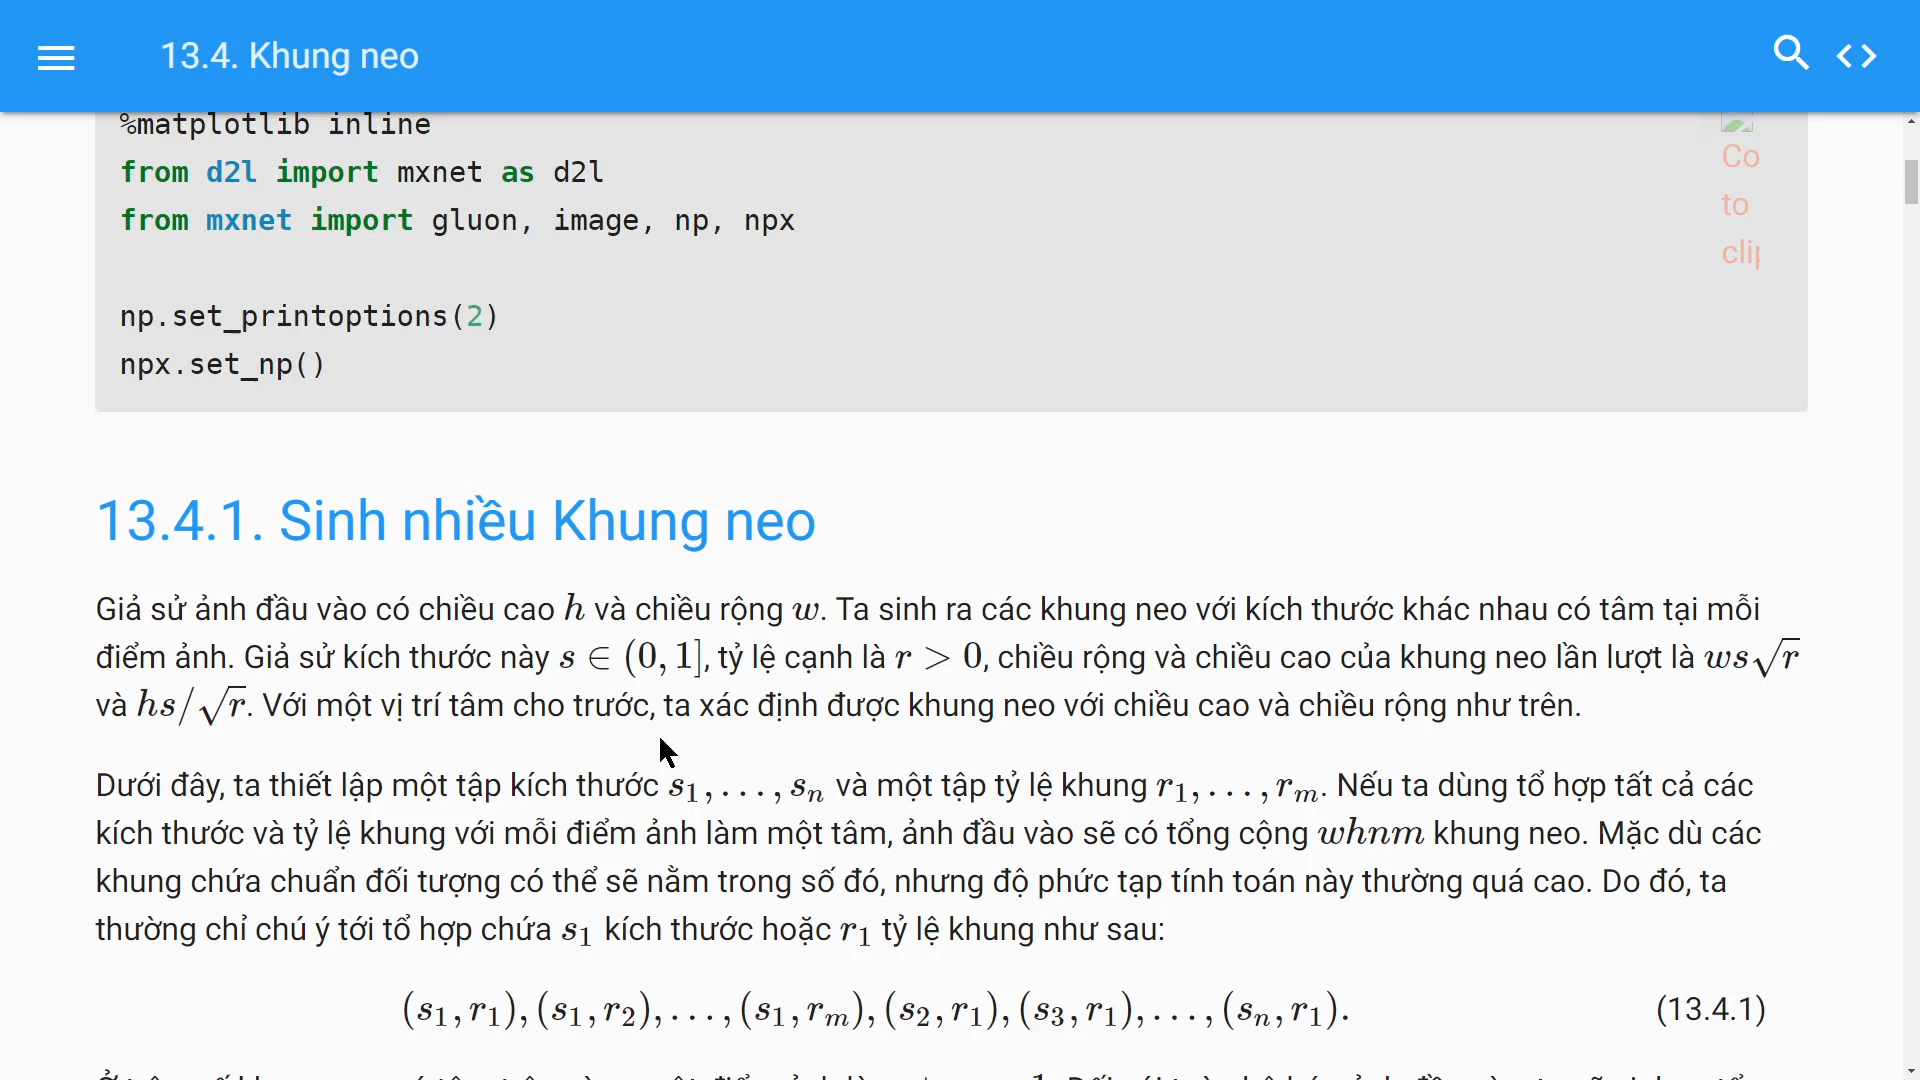 13.4. Khung neo
%matplotlib inline
from d2l import mxnet as d2l
from mxnet import gluon, image, np, npx
np.set_printoptions(2)
npx.set_np()
Co
to
clip
13.4.1. Sinh nhiều Khung neo
Giả sử ảnh đầu vào có chiều cao h và chiều rộng w. Ta sinh ra các khung neo với kích thước khác nhau có tâm tại mỗi
điểm ảnh. Giả sử kích thước này s ∈ (0, 1], tỷ lệ cạnh là r > 0, chiều rộng và chiều cao của khung neo lần lượt là ws√r
và hs/√r. Với một vị trí tâm cho trước, ta xác định được khung neo với chiều cao và chiều rộng như trên.
Dưới đây, ta thiết lập một tập kích thước s₁, . . . , sₙ và một tập tỷ lệ khung r₁, . . . , rₘ. Nếu ta dùng tổ hợp tất cả các
kích thước và tỷ lệ khung với mỗi điểm ảnh làm một tâm, ảnh đầu vào sẽ có tổng cộng whnm khung neo. Mặc dù các
khung chứa chuẩn đối tượng có thể sẽ nằm trong số đó, nhưng độ phức tạp tính toán này thường quá cao. Do đó, ta
thường chỉ chú ý tới tổ hợp chứa s₁ kích thước hoặc r₁ tỷ lệ khung như sau:
(s₁, r₁), (s₁, r₂), . . . , (s₁, rₘ), (s₂, r₁), (s₃, r₁), . . . , (sₙ, r₁). (13.4.1)